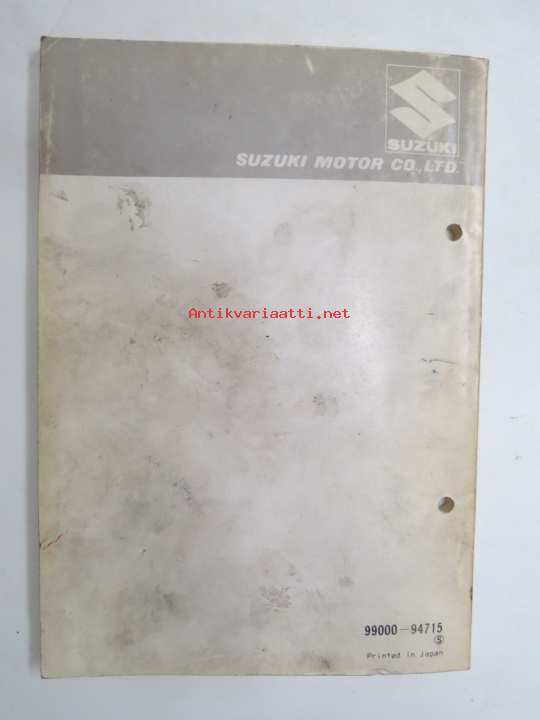 SUZUKI
SUZUKI MOTOR CO., LTD.
Antikvariaatti.net
99000-94715
S
Printed in Japan